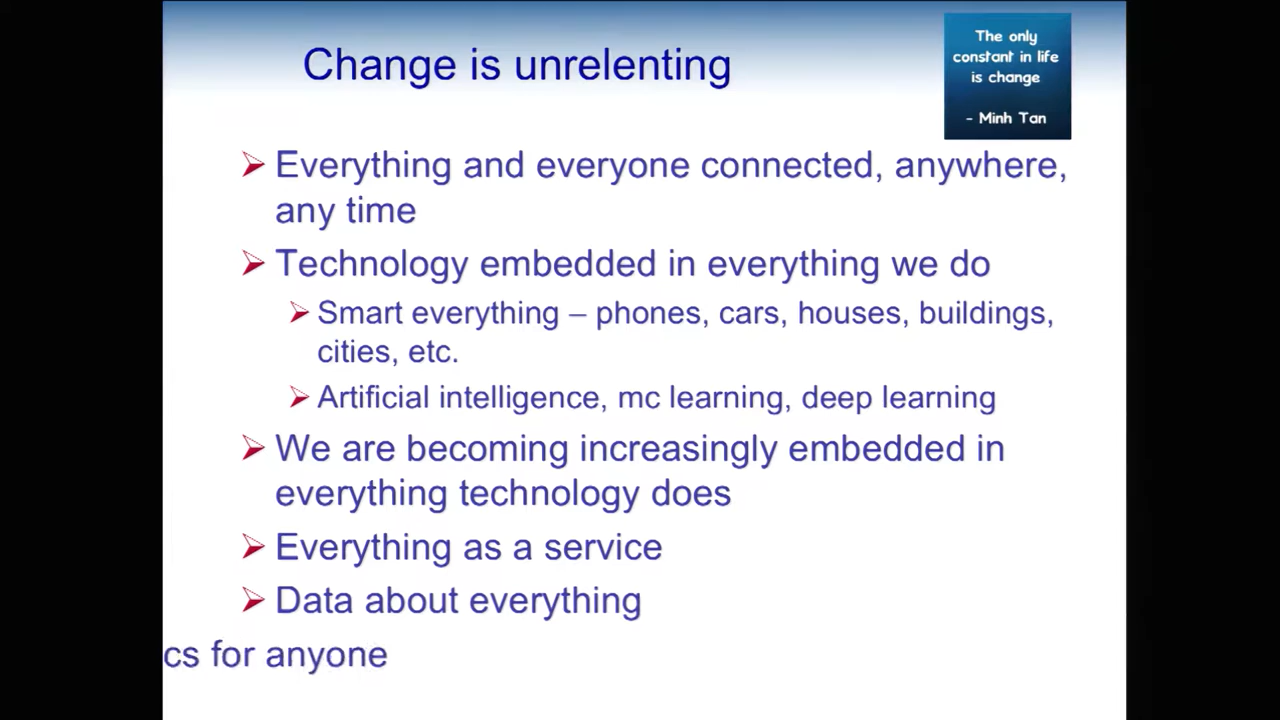 Change is unrelenting
The only
constant in life
is change
- Minh Tan
Everything and everyone connected, anywhere,
any time
Technology embedded in everything we do
Smart everything – phones, cars, houses, buildings,
cities, etc.
Artificial intelligence, mc learning, deep learning
We are becoming increasingly embedded in
everything technology does
Everything as a service
Data about everything
cs for anyone